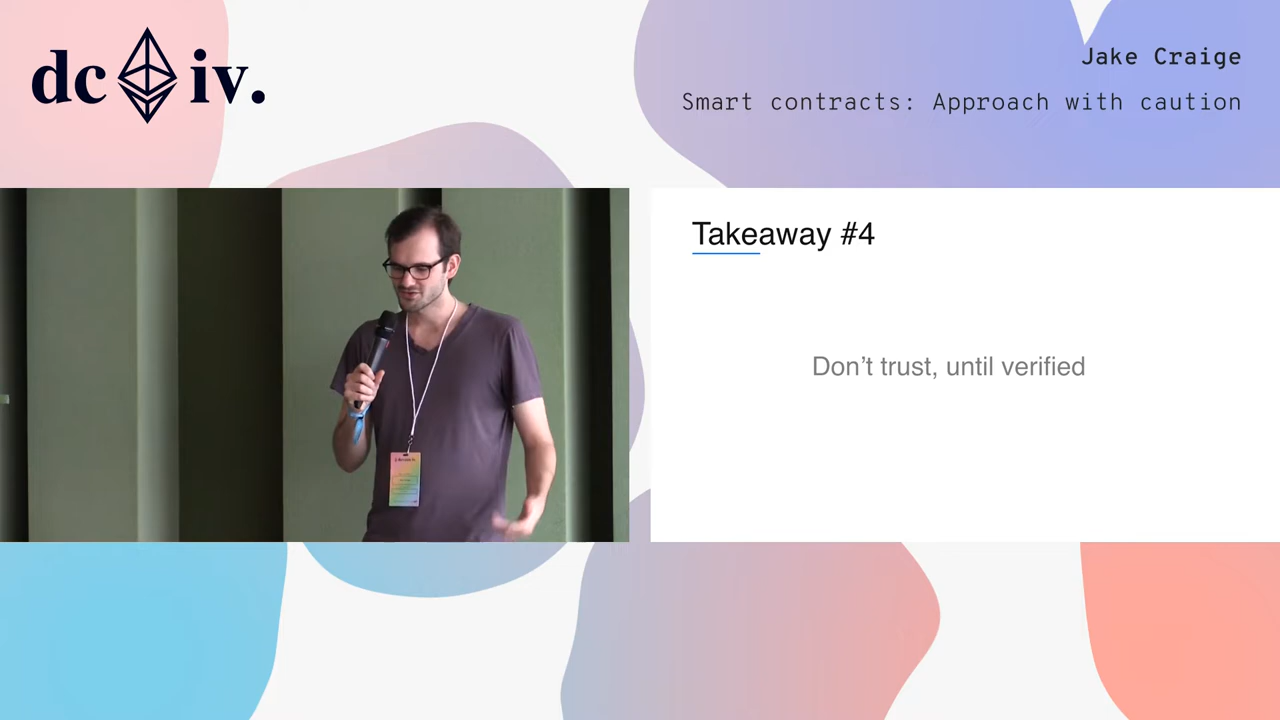 dc iv.
Jake Craige
Smart contracts: Approach with caution
Takeaway #4
Don't trust, until verified